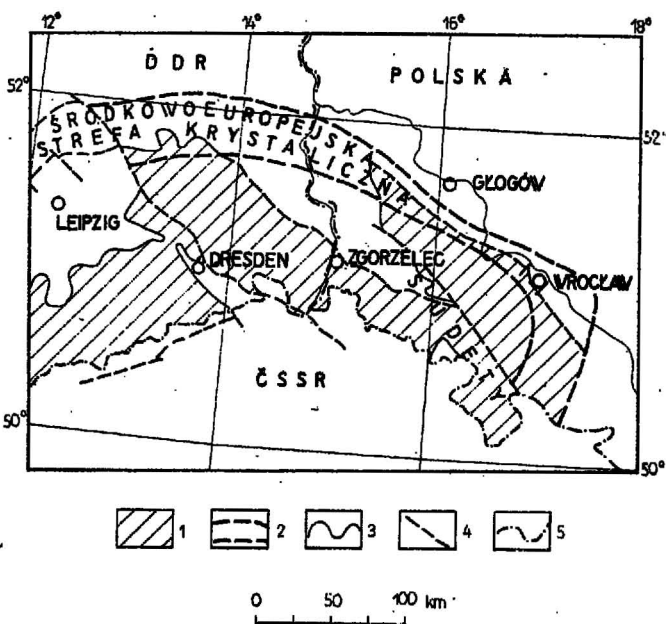 12° 14° 16° 18°
DDR
POLSKA
52°
52°
ŚRODKOWOEUROPEJSKA
STREFA KRYSTALICZNA
GŁOGÓW
LEIPZIG
DRESDEN
ZGORZELEC
WROCŁAW
SUDETY
ČSSR
50°
50°
1 2 3 4 5
0 50 100 km